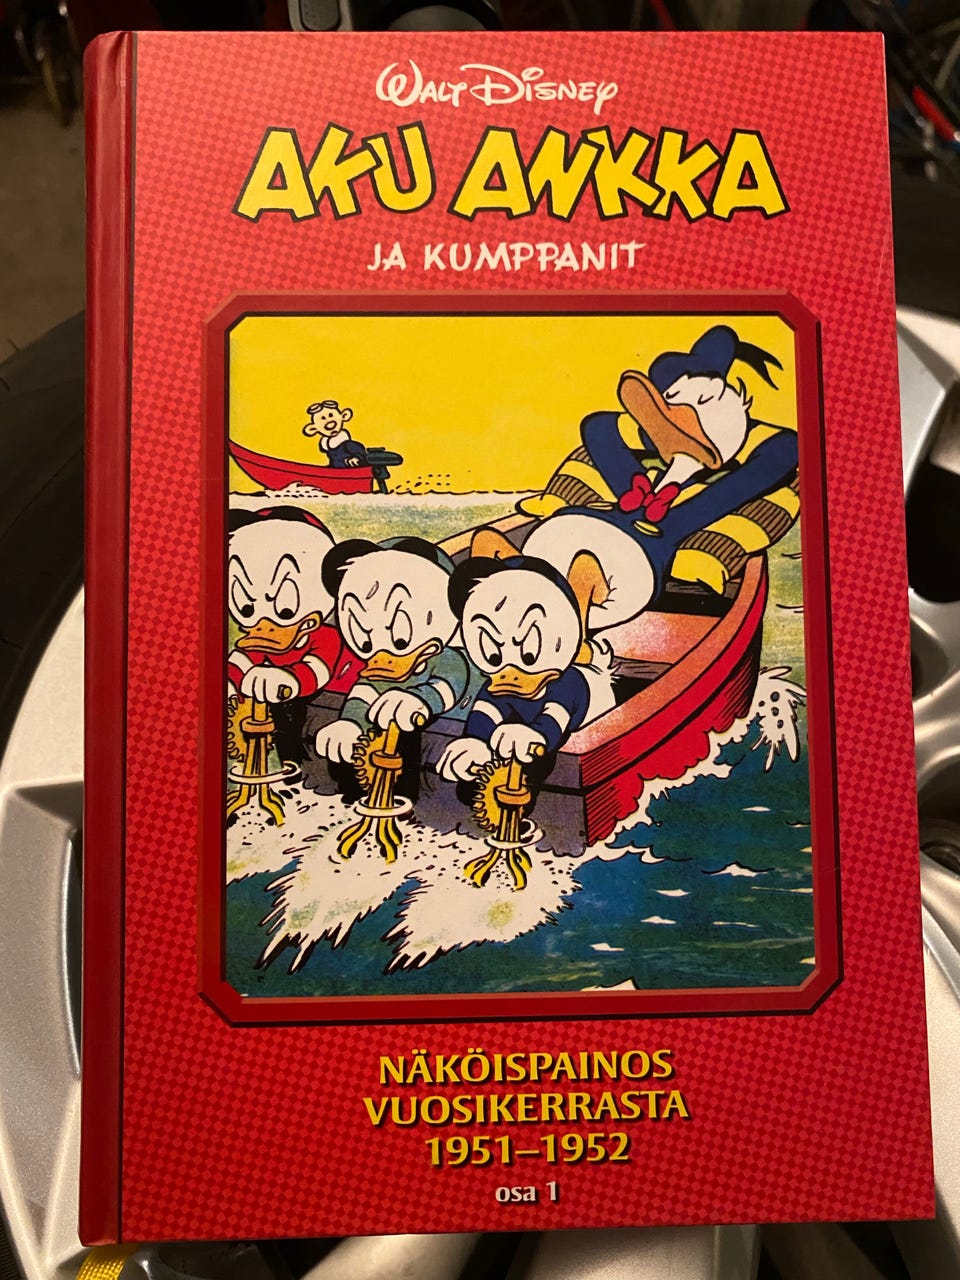 WALT DISNEY
AKU ANKKA
JA KUMPPANIT
NÄKÖISPAINOS
VUOSIKERRASTA
1951–1952
osa 1